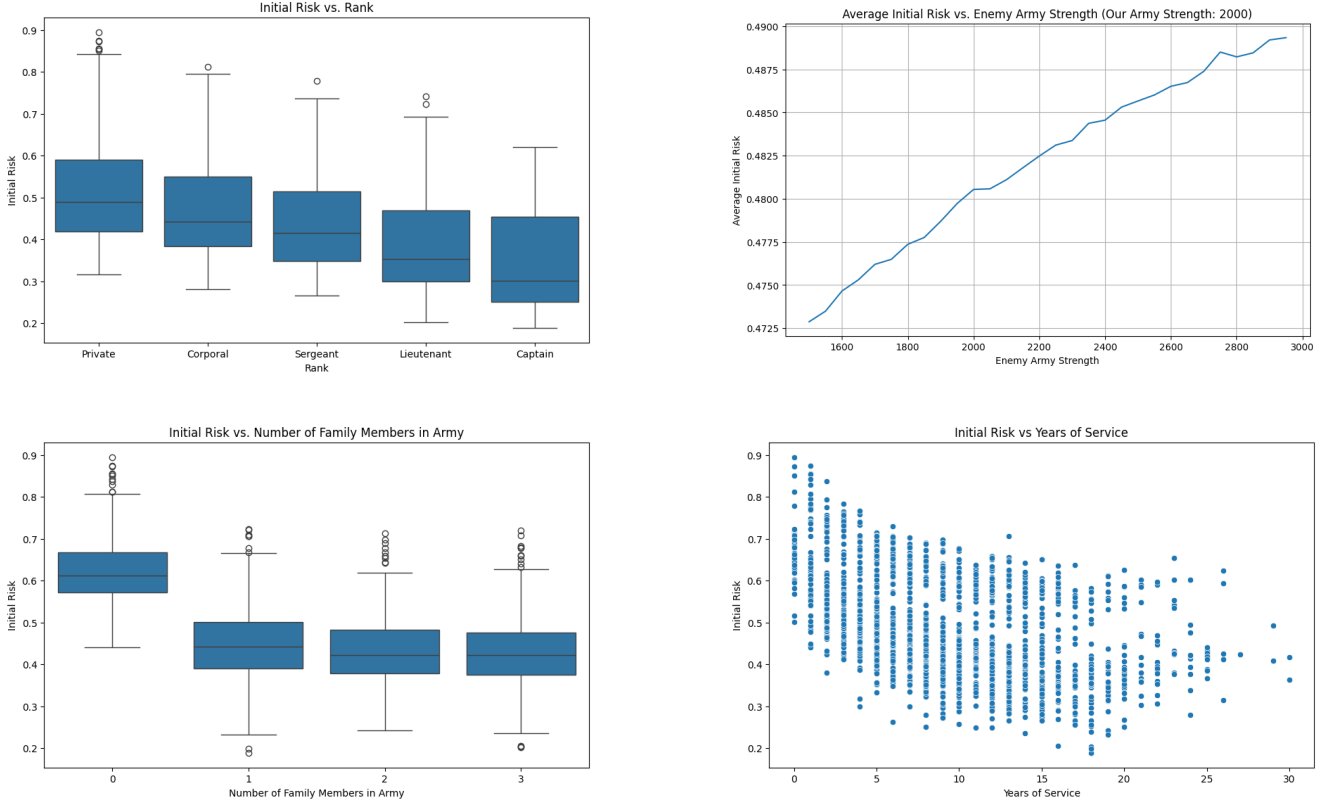 Initial Risk vs. Rank
0.9
0.8
0.7
0.6
0.5
0.4
0.3
0.2
Initial Risk
Private Corporal Sergeant Lieutenant Captain
Rank
Average Initial Risk vs. Enemy Army Strength (Our Army Strength: 2000)
0.4900
0.4875
0.4850
0.4825
0.4800
0.4775
0.4750
0.4725
Average Initial Risk
1600 1800 2000 2200 2400 2600 2800 3000
Enemy Army Strength
Initial Risk vs. Number of Family Members in Army
0.9
0.8
0.7
0.6
0.5
0.4
0.3
0.2
Initial Risk
0 1 2 3
Number of Family Members in Army
Initial Risk vs Years of Service
0.9
0.8
0.7
0.6
0.5
0.4
0.3
0.2
Initial Risk
0 5 10 15 20 25 30
Years of Service